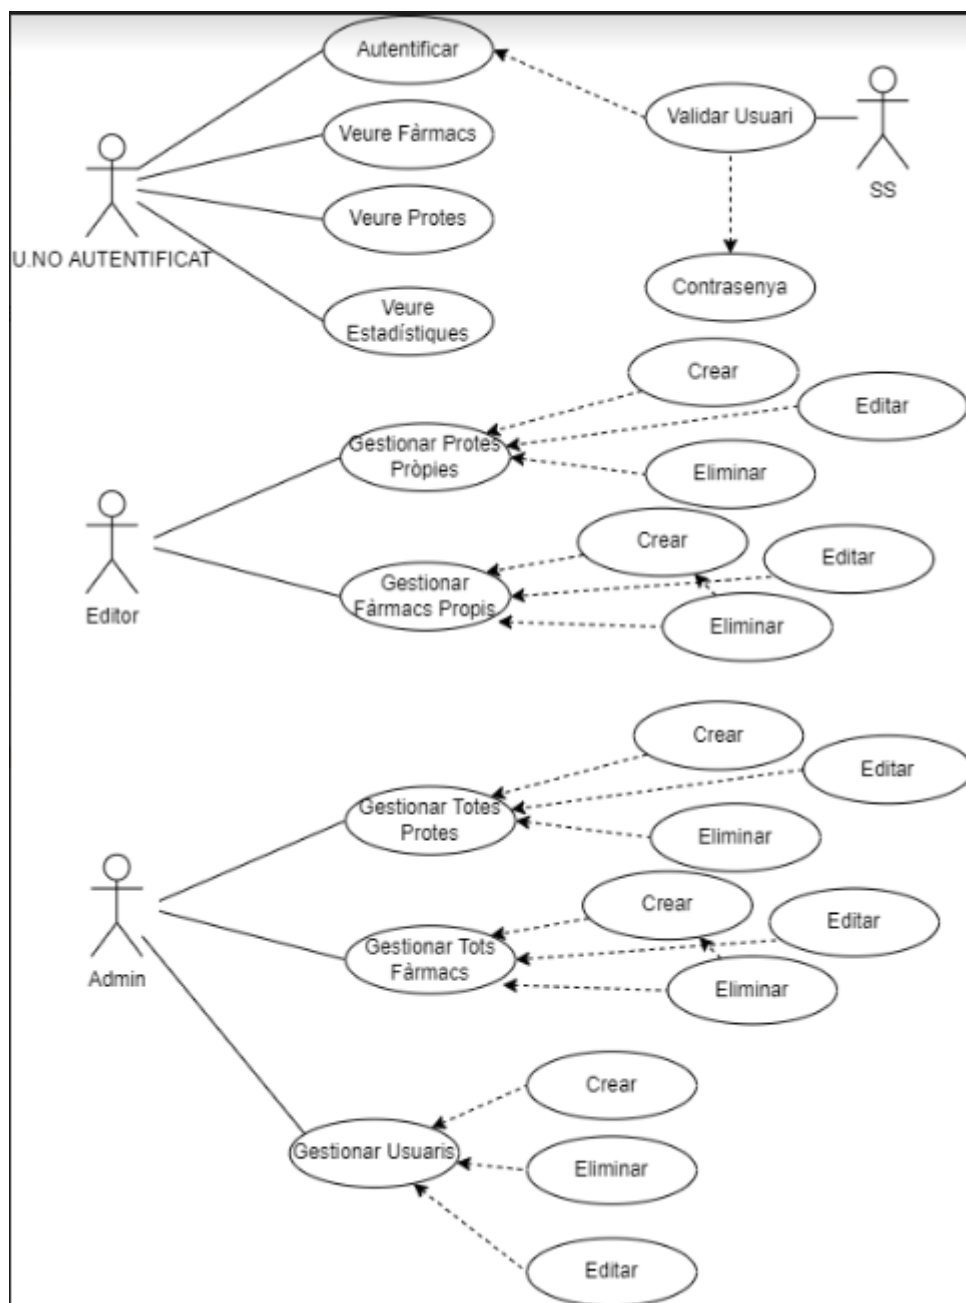 Autentificar
Validar Usuari
Veure Fàrmacs
SS
Veure Protes
U.NO AUTENTIFICAT
Contrasenya
Veure
Estadístiques
Crear
Editar
Gestionar Protes
Pròpies
Eliminar
Crear
Editar
Gestionar
Fàrmacs Propis
Eliminar
Editor
Crear
Editar
Gestionar Totes
Protes
Eliminar
Crear
Editar
Gestionar Tots
Fàrmacs
Eliminar
Admin
Crear
Gestionar Usuaris
Eliminar
Editar